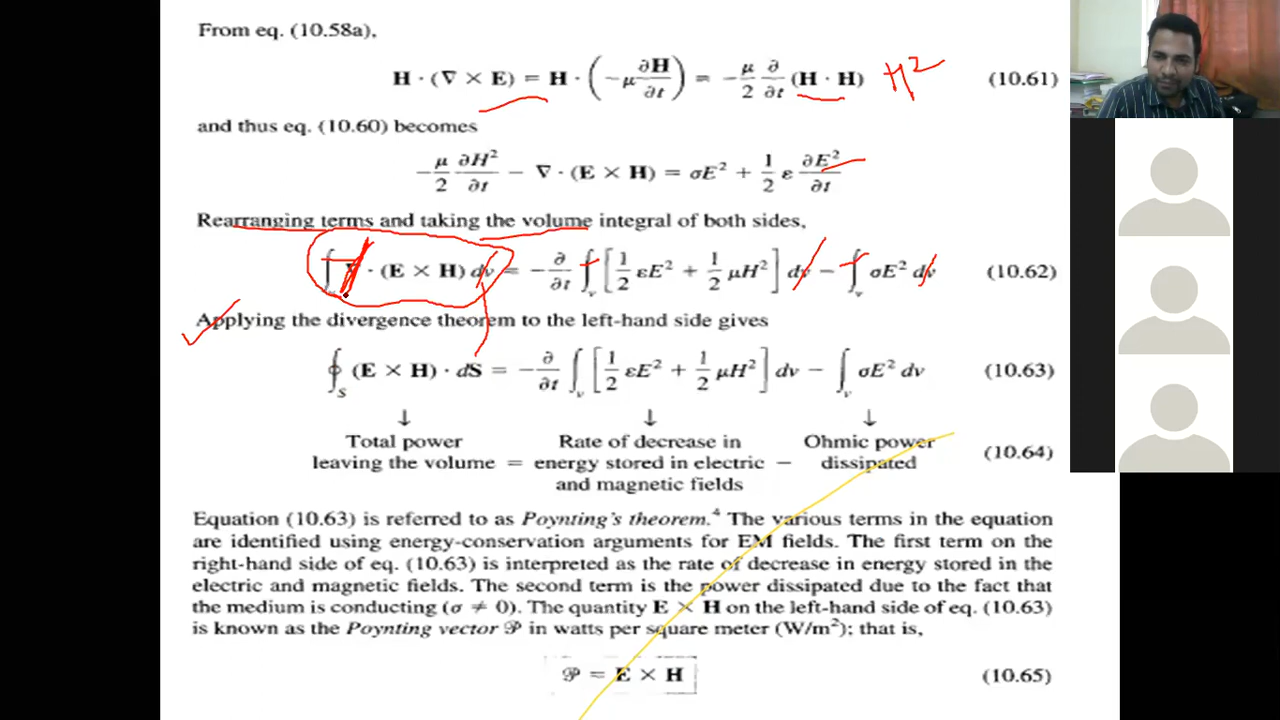 From eq. (10.58a),
H · (∇ × E) = H · (−μ ∂H/∂t) = −μ/2 ∂/∂t (H · H) H² (10.61)
and thus eq. (10.60) becomes
−μ/2 ∂H²/∂t − ∇ · (E × H) = σE² + 1/2 ε ∂E²/∂t
Rearranging terms and taking the volume integral of both sides,
∫v ∇ · (E × H) dv = −∂/∂t ∫v [1/2 εE² + 1/2 μH²] dv − ∫v σE² dv (10.62)
Applying the divergence theorem to the left-hand side gives
∮S (E × H) · dS = −∂/∂t ∫v [1/2 εE² + 1/2 μH²] dv − ∫v σE² dv (10.63)
↓ ↓ ↓
Total power Rate of decrease in Ohmic power
leaving the volume = energy stored in electric − dissipated (10.64)
and magnetic fields
Equation (10.63) is referred to as Poynting's theorem.⁴ The various terms in the equation
are identified using energy-conservation arguments for EM fields. The first term on the
right-hand side of eq. (10.63) is interpreted as the rate of decrease in energy stored in the
electric and magnetic fields. The second term is the power dissipated due to the fact that
the medium is conducting (σ ≠ 0). The quantity E × H on the left-hand side of eq. (10.63)
is known as the Poynting vector 𝒫 in watts per square meter (W/m²); that is,
𝒫 = E × H (10.65)